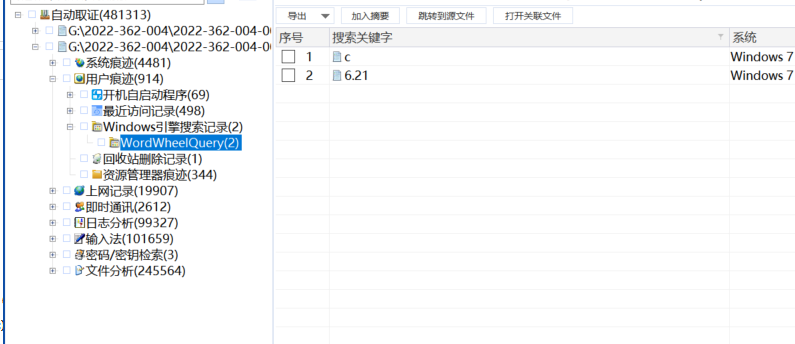 自动取证(481313)
G:\2022-362-004\2022-362-004-0
G:\2022-362-004\2022-362-004-0
系统痕迹(4481)
用户痕迹(914)
开机自启动程序(69)
最近访问记录(498)
Windows引擎搜索记录(2)
WordWheelQuery(2)
回收站删除记录(1)
资源管理器痕迹(344)
上网记录(19907)
即时通讯(2612)
日志分析(99327)
输入法(101659)
密码/密钥检索(3)
文件分析(245564)
导出 加入摘要 跳转到源文件 打开关联文件
序号 搜索关键字 系统
1 c Windows 7
2 6.21 Windows 7